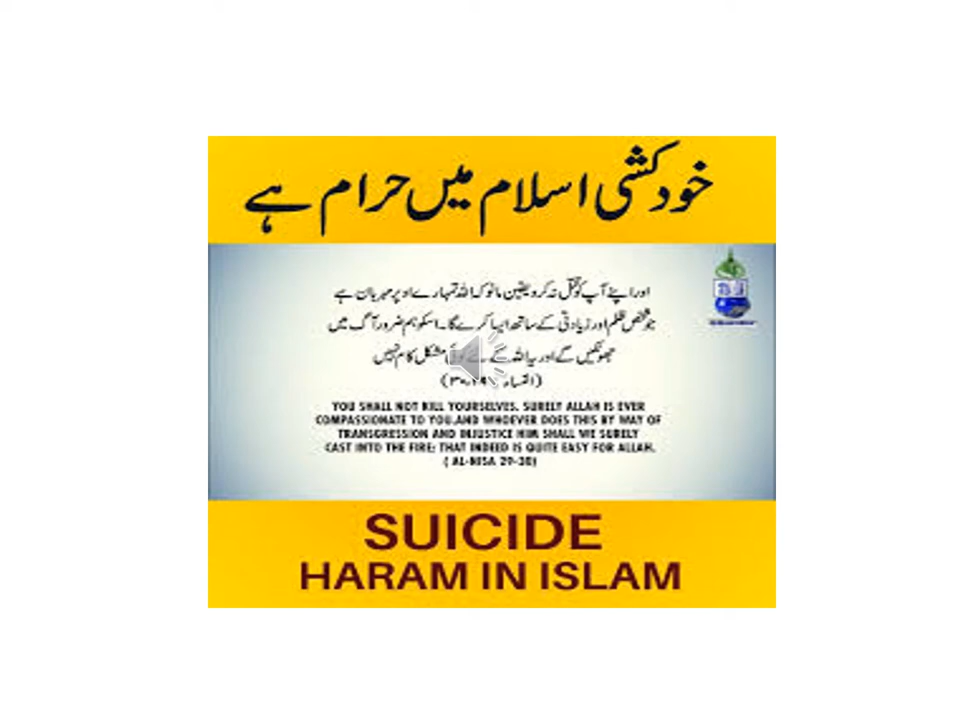 خودکشی اسلام میں حرام ہے
اور اپنے آپ کو قتل نہ کرو یقین مانو کہ اللہ تمہارے اوپر مہربان ہے
جو شخص ظلم اور زیادتی کے ساتھ ایسا کرے گا۔ اسکو ہم ضرور آگ میں
جھونکیں گے اور یہ اللہ کے لئے کوئی مشکل کام نہیں
YOU SHALL NOT KILL YOURSELVES. SURELY ALLAH IS EVER
COMPASSIONATE TO YOU.AND WHOEVER DOES THIS BY WAY OF
TRANSGRESSION AND INJUSTICE HIM SHALL WE SURELY
CAST INTO THE FIRE; THAT INDEED IS QUITE EASY FOR ALLAH.
( AL-NISA 29-30)
SUICIDE
HARAM IN ISLAM